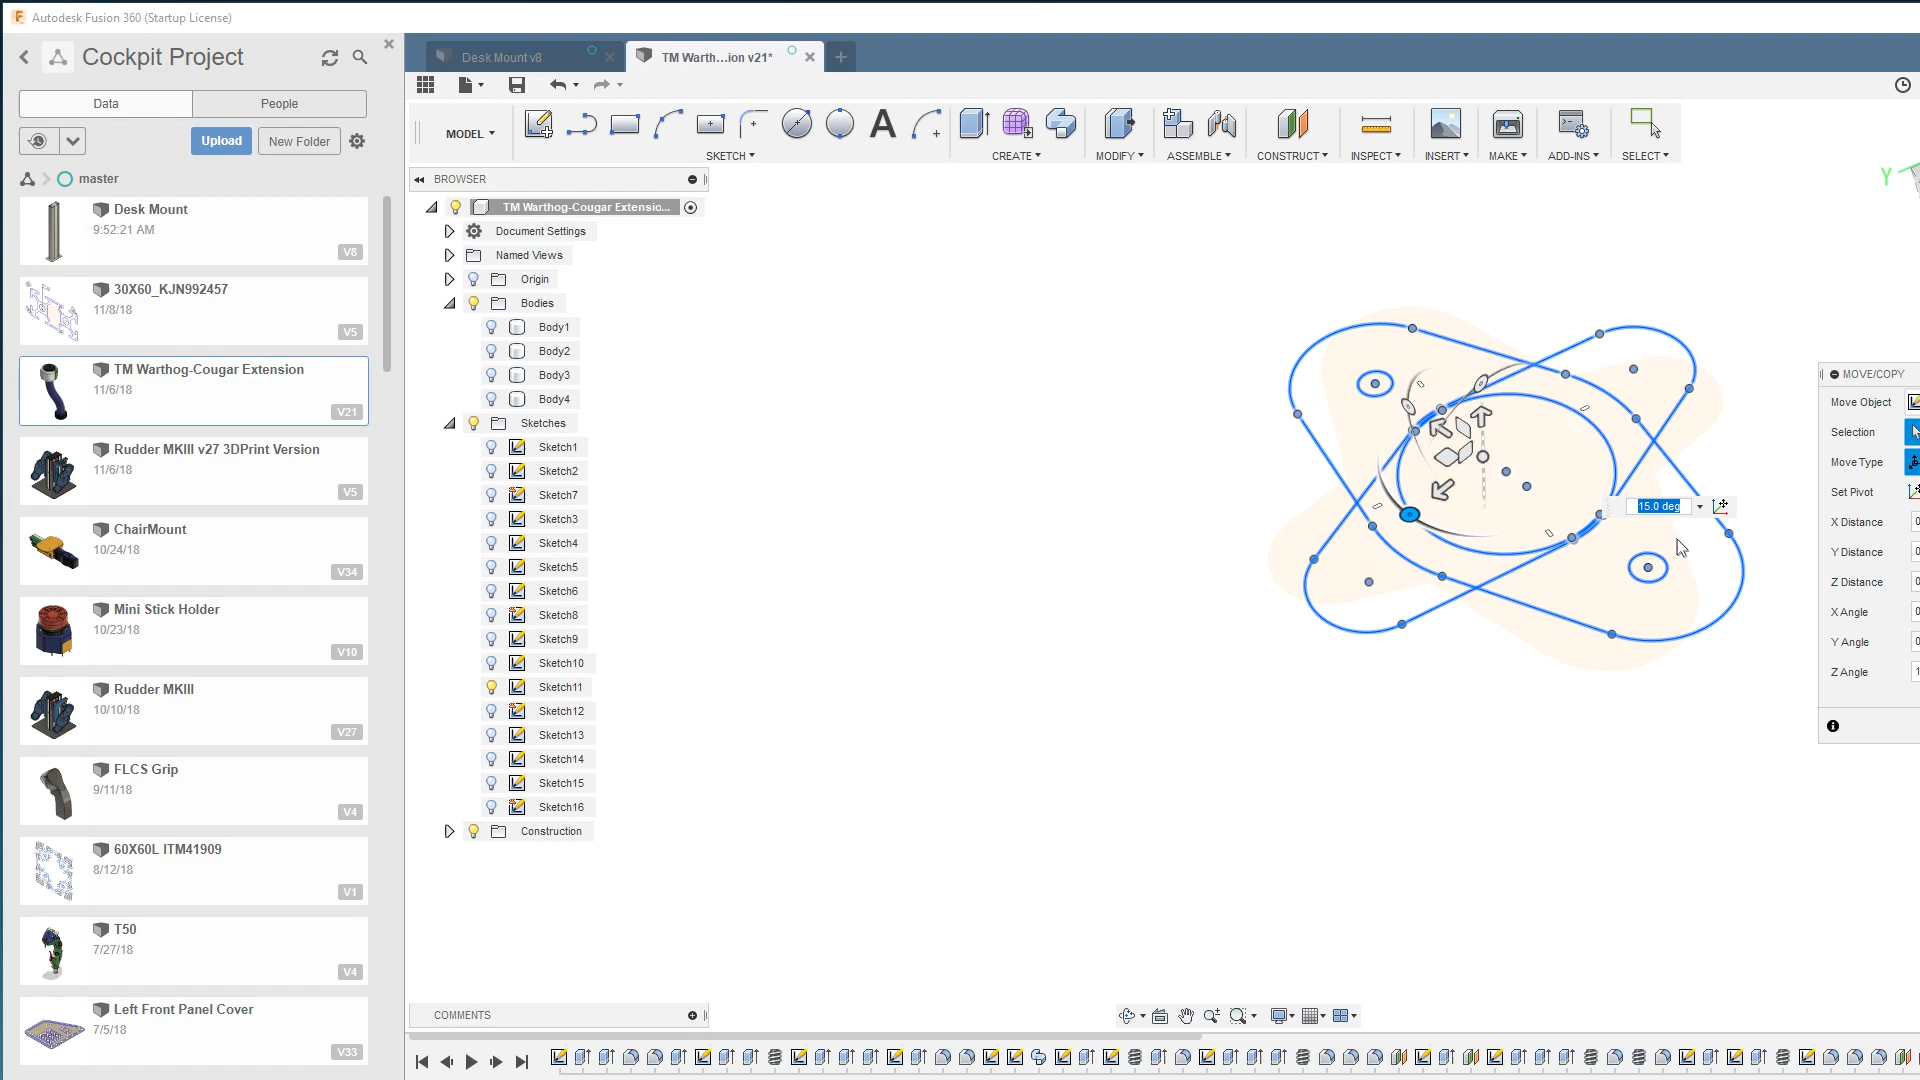 Autodesk Fusion 360 (Startup License)
Cockpit Project
Data
People
Upload
New Folder
master
Desk Mount
9:52:21 AM
V8
30X60_KJN992457
11/8/18
V5
TM Warthog-Cougar Extension
11/6/18
V21
Rudder MKIII v27 3DPrint Version
11/6/18
V5
ChairMount
10/24/18
V34
Mini Stick Holder
10/23/18
V10
Rudder MKIII
10/10/18
V27
FLCS Grip
9/11/18
V4
60X60L ITM41909
8/12/18
V1
T50
7/27/18
V4
Left Front Panel Cover
7/5/18
V33
Desk Mount v8
TM Warth...ion v21*
MODEL
SKETCH
CREATE
MODIFY
ASSEMBLE
CONSTRUCT
INSPECT
INSERT
MAKE
ADD-INS
SELECT
BROWSER
TM Warthog-Cougar Extensio...
Document Settings
Named Views
Origin
Bodies
Body1
Body2
Body3
Body4
Sketches
Sketch1
Sketch2
Sketch7
Sketch3
Sketch4
Sketch5
Sketch6
Sketch8
Sketch9
Sketch10
Sketch11
Sketch12
Sketch13
Sketch14
Sketch15
Sketch16
Construction
Y
15.0 deg
MOVE/COPY
Move Object
Selection
Move Type
Set Pivot
X Distance
Y Distance
Z Distance
X Angle
Y Angle
Z Angle
COMMENTS